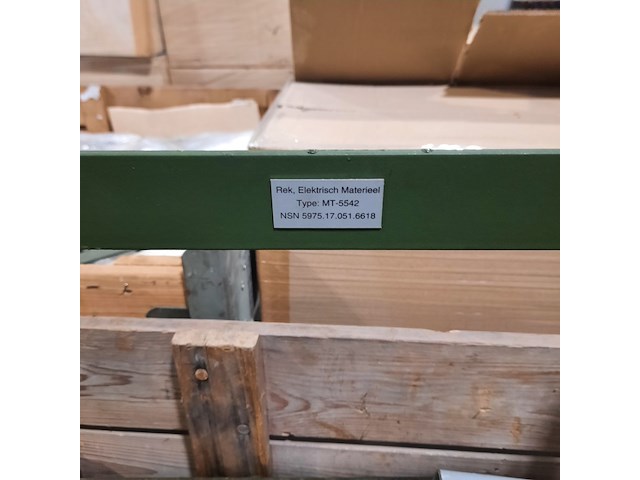 Rek, Elektrisch Materieel
Type: MT-5542
NSN 5975.17.051.6618